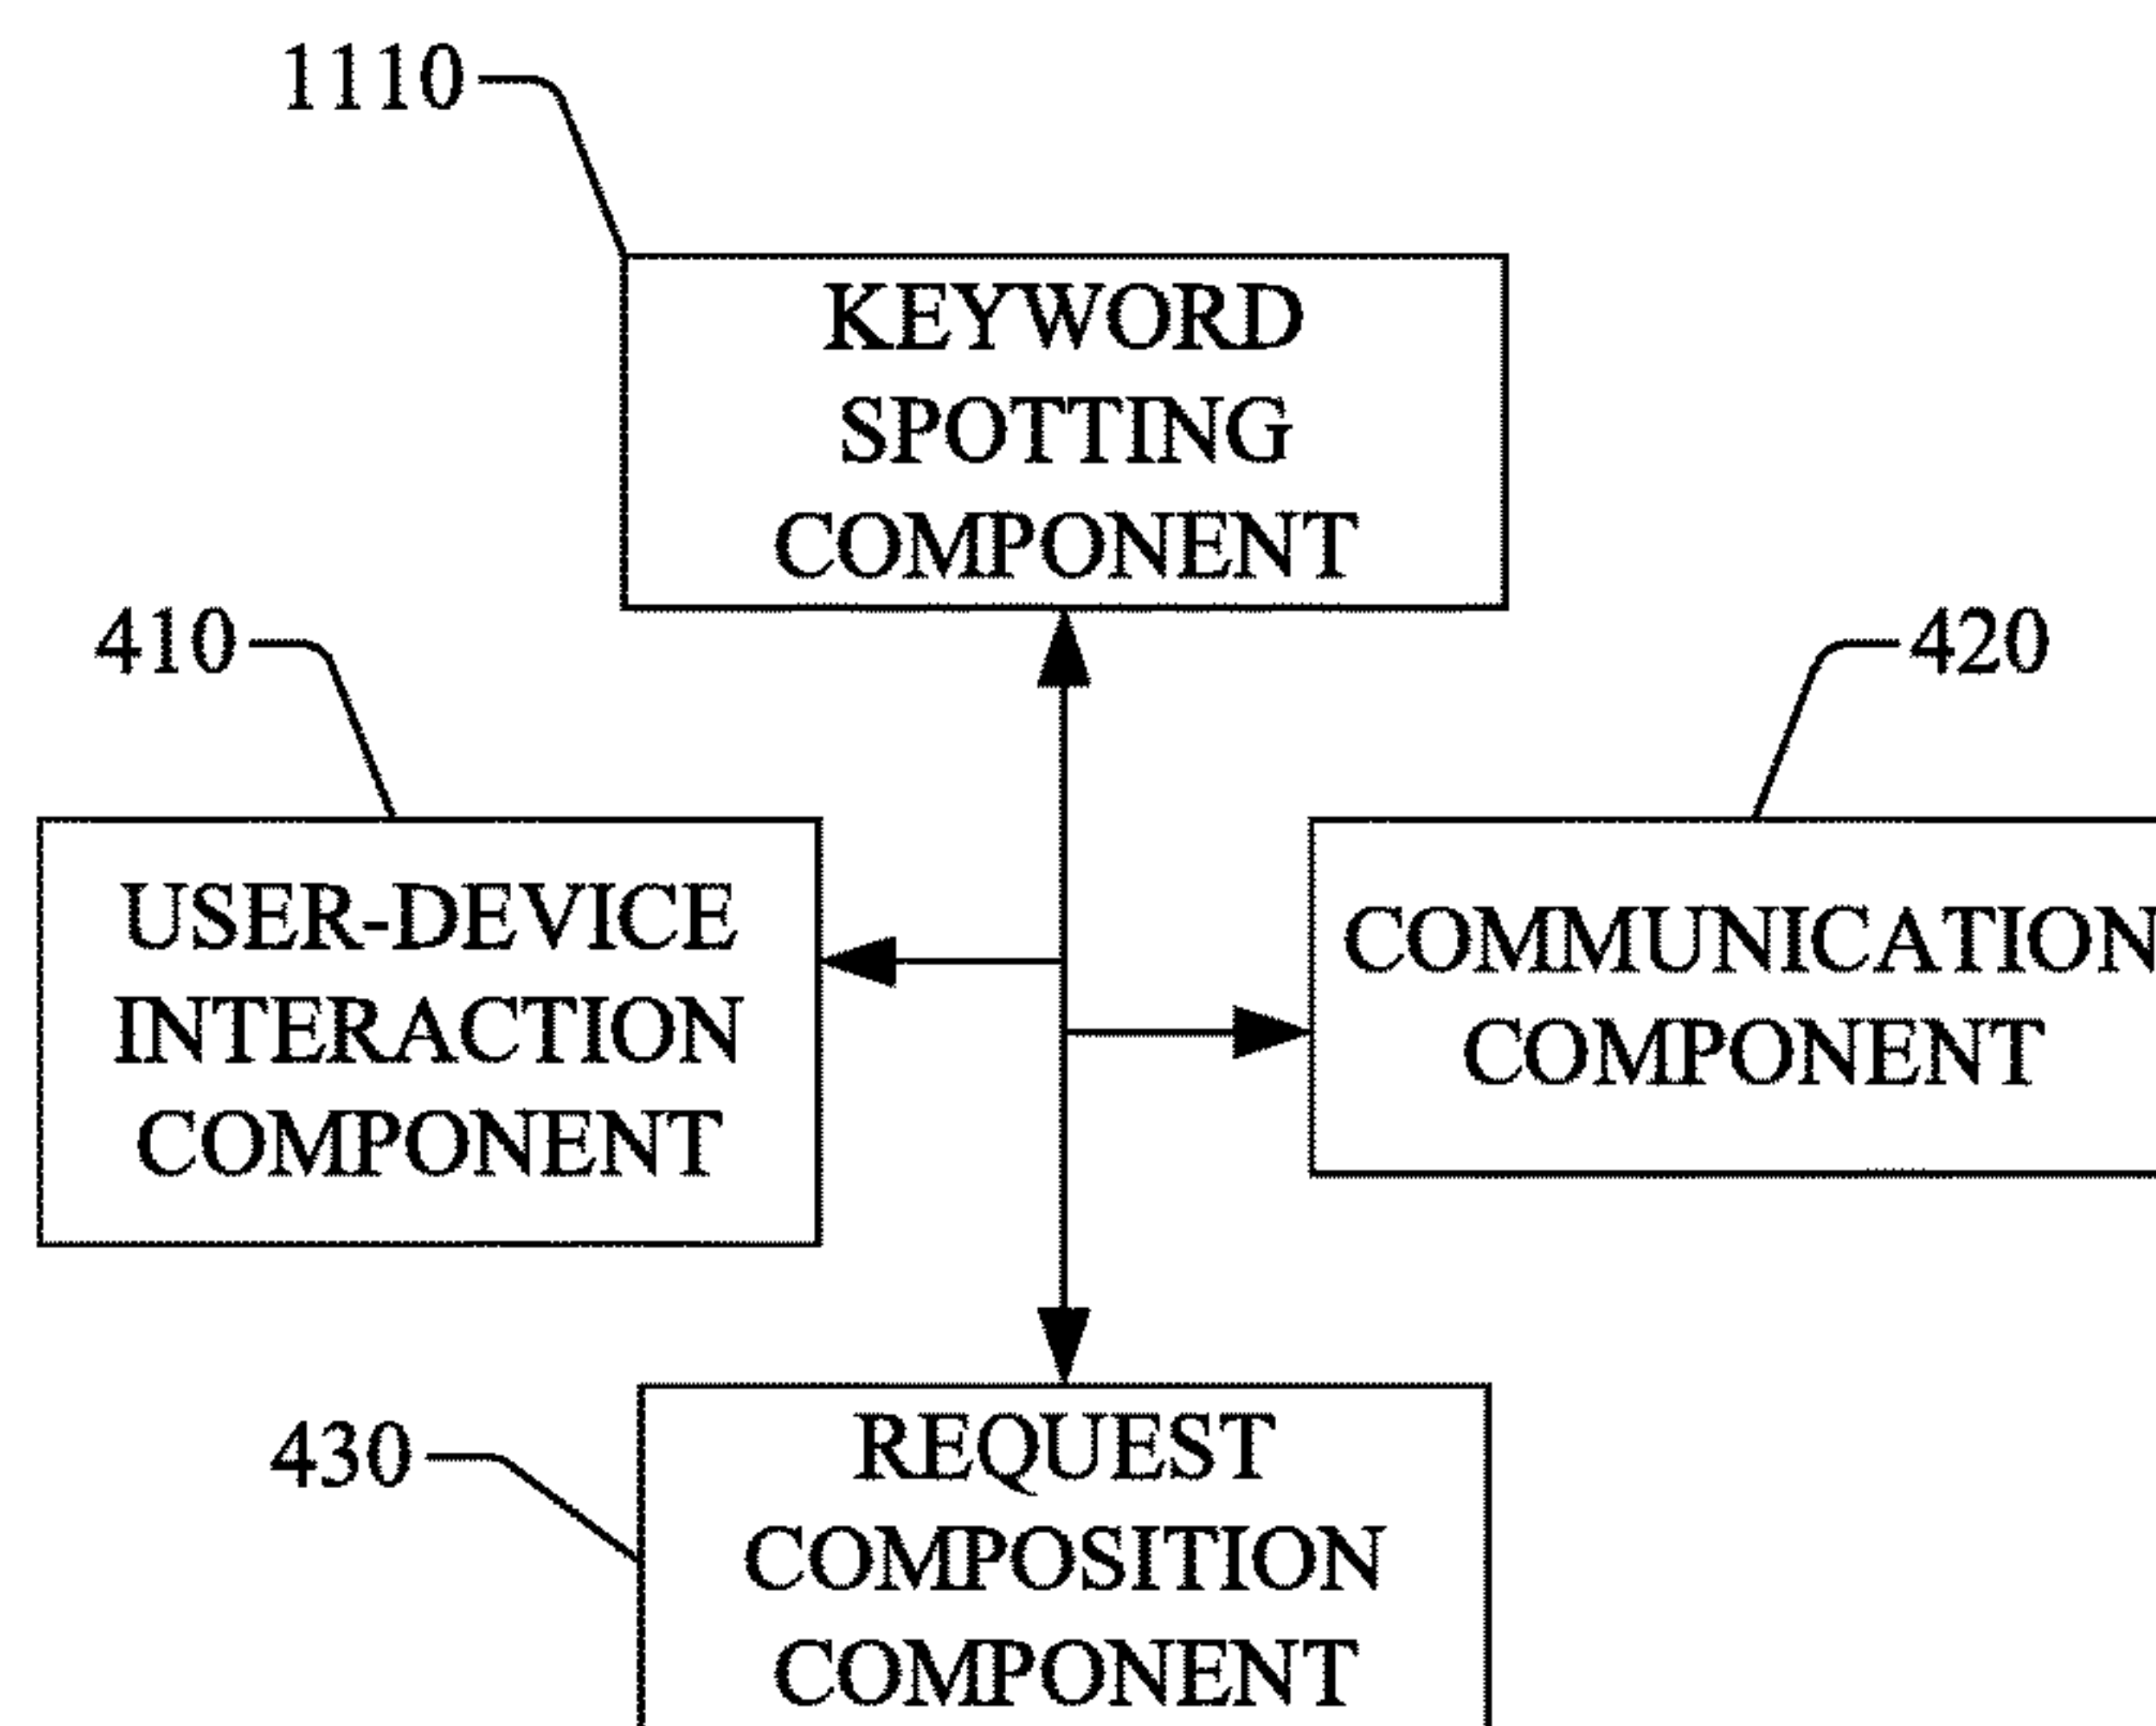 1110
KEYWORD
SPOTTING
COMPONENT
410
420
USER-DEVICE
INTERACTION
COMPONENT
COMMUNICATION
COMPONENT
430
REQUEST
COMPOSITION
COMPONENT